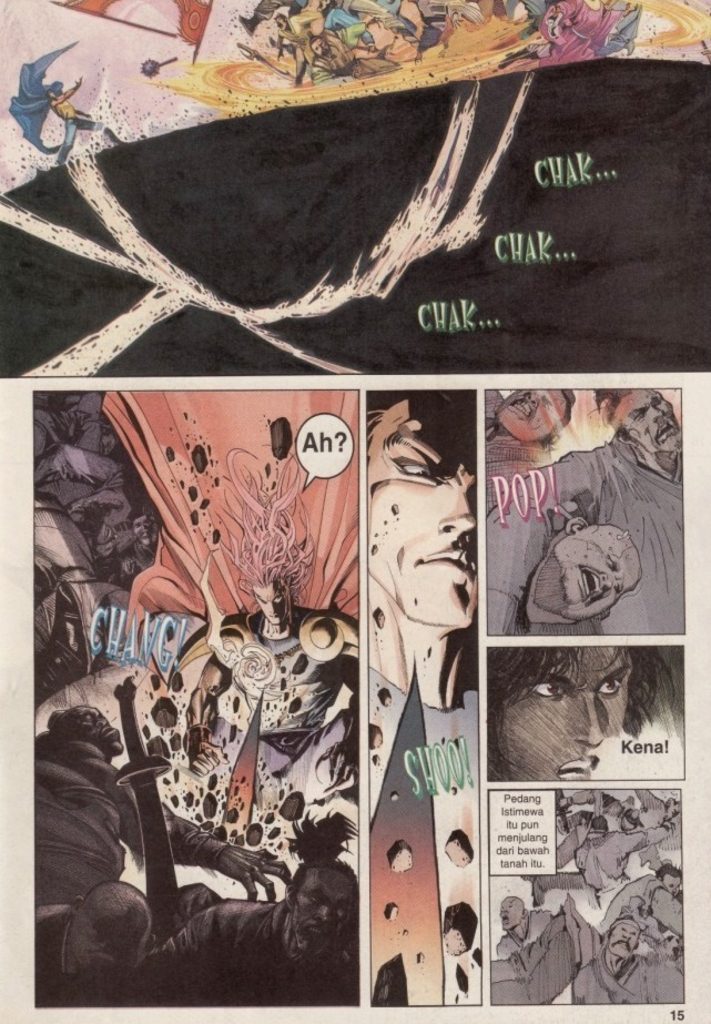 CHAK...
CHAK...
CHAK...
Ah?
CHANG!
SHOO!
POP!
Kena!
Pedang
Istimewa
itu pun
menjulang
dari bawah
tanah itu.
15